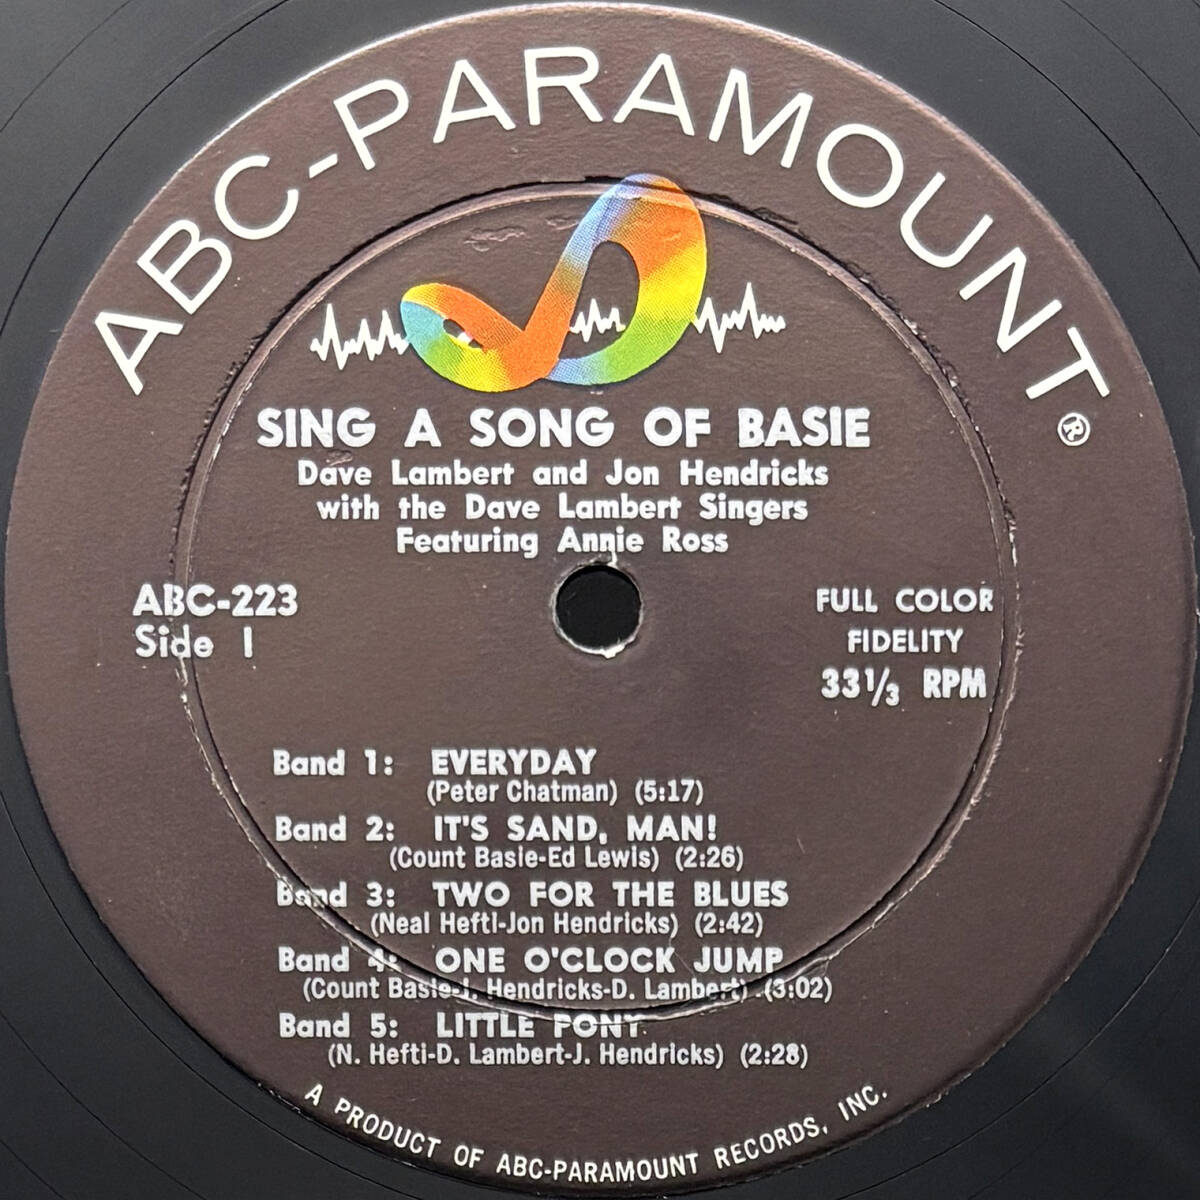 ABC-PARAMOUNT®
SING A SONG OF BASIE
Dave Lambert and Jon Hendricks
with the Dave Lambert Singers
Featuring Annie Ross
ABC-223
Side 1
FULL COLOR
FIDELITY
33⅓ RPM
Band 1: EVERYDAY
(Peter Chatman) (5:17)
Band 2: IT'S SAND, MAN!
(Count Basie-Ed Lewis) (2:26)
Band 3: TWO FOR THE BLUES
(Neal Hefti-Jon Hendricks) (2:42)
Band 4: ONE O'CLOCK JUMP
(Count Basie-J. Hendricks-D. Lambert) (3:02)
Band 5: LITTLE PONY
(N. Hefti-D. Lambert-J. Hendricks) (2:28)
A PRODUCT OF ABC-PARAMOUNT RECORDS, INC.